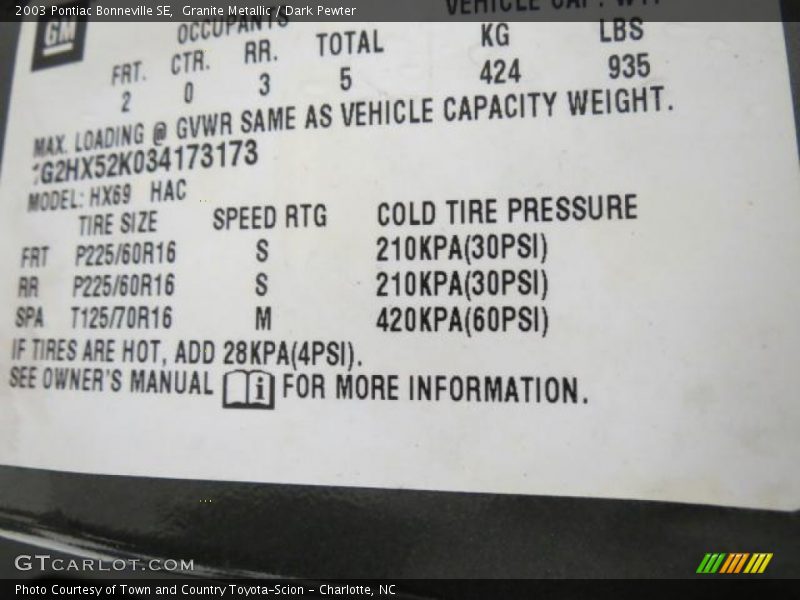 2003 Pontiac Bonneville SE, Granite Metallic / Dark Pewter
GM
OCCUPANTS
VEHICLE CAP. WT.
FRT. CTR. RR. TOTAL KG LBS
2 0 3 5 424 935
MAX. LOADING @ GVWR SAME AS VEHICLE CAPACITY WEIGHT.
1G2HX52K034173173
MODEL: HX69 HAC
TIRE SIZE SPEED RTG COLD TIRE PRESSURE
FRT P225/60R16 S 210KPA(30PSI)
RR P225/60R16 S 210KPA(30PSI)
SPA T125/70R16 M 420KPA(60PSI)
IF TIRES ARE HOT, ADD 28KPA(4PSI).
SEE OWNER'S MANUAL i FOR MORE INFORMATION.
GTCARLOT.COM
Photo Courtesy of Town and Country Toyota-Scion - Charlotte, NC